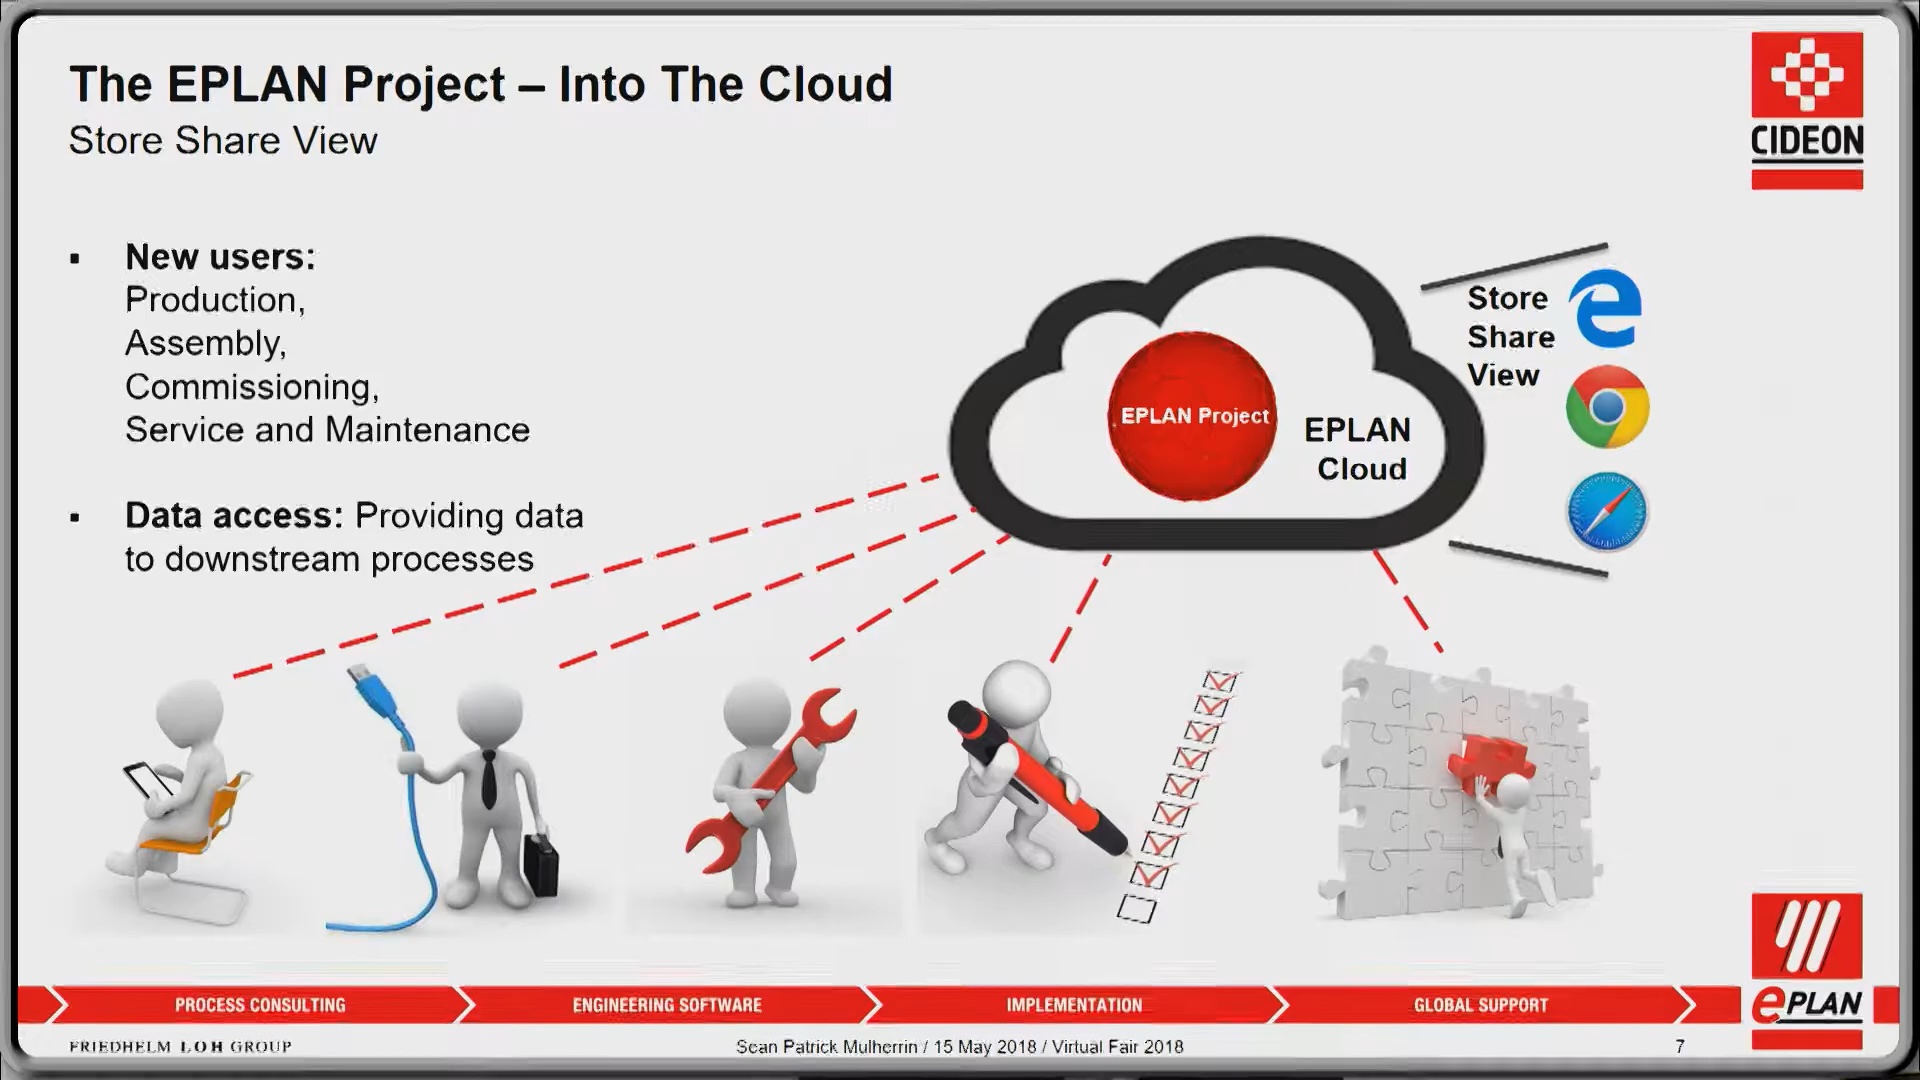 The EPLAN Project – Into The Cloud
Store Share View
CIDEON
▪ New users:
Production,
Assembly,
Commissioning,
Service and Maintenance
▪ Data access: Providing data
to downstream processes
EPLAN Project
EPLAN
Cloud
Store
Share
View
PROCESS CONSULTING
ENGINEERING SOFTWARE
IMPLEMENTATION
GLOBAL SUPPORT
ePLAN
FRIEDHELM LOH GROUP
Sean Patrick Mulherrin / 15 May 2018 / Virtual Fair 2018
7